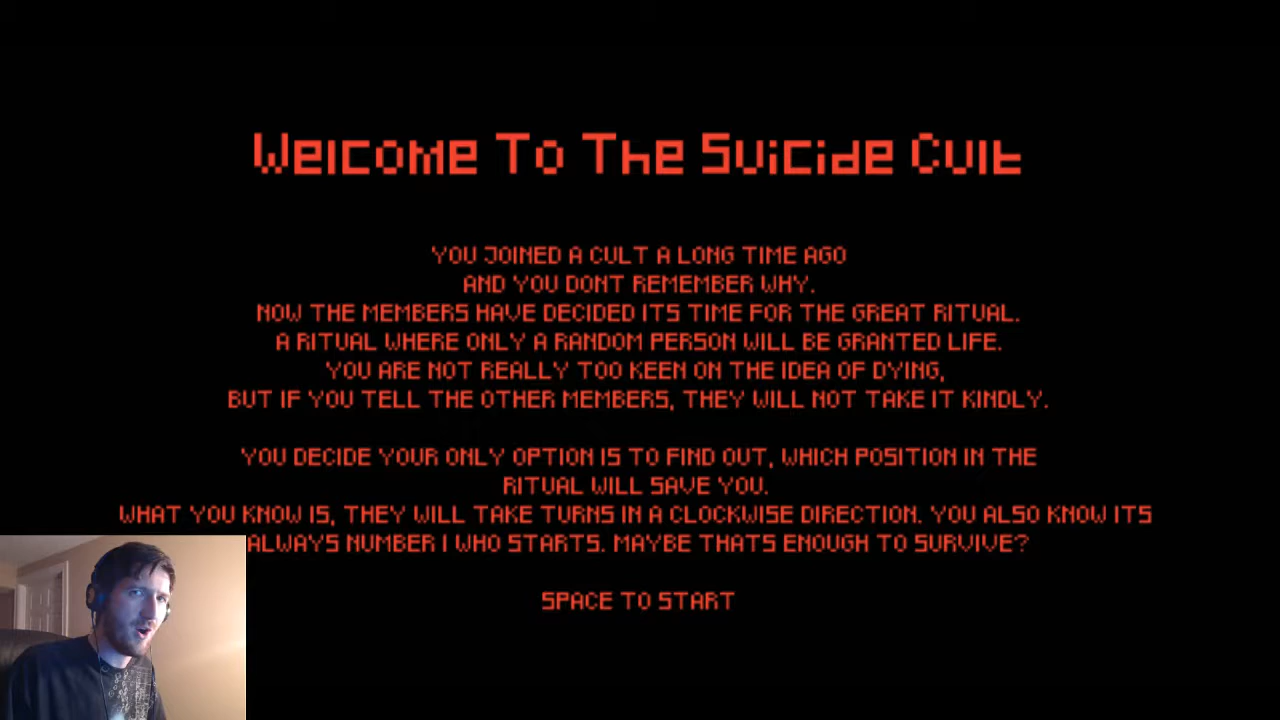 Welcome To The Suicide Cult
YOU JOINED A CULT A LONG TIME AGO
AND YOU DONT REMEMBER WHY.
NOW THE MEMBERS HAVE DECIDED ITS TIME FOR THE GREAT RITUAL.
A RITUAL WHERE ONLY A RANDOM PERSON WILL BE GRANTED LIFE.
YOU ARE NOT REALLY TOO KEEN ON THE IDEA OF DYING,
BUT IF YOU TELL THE OTHER MEMBERS, THEY WILL NOT TAKE IT KINDLY.
YOU DECIDE YOUR ONLY OPTION IS TO FIND OUT, WHICH POSITION IN THE
RITUAL WILL SAVE YOU.
WHAT YOU KNOW IS, THEY WILL TAKE TURNS IN A CLOCKWISE DIRECTION. YOU ALSO KNOW ITS
ALWAYS NUMBER 1 WHO STARTS. MAYBE THATS ENOUGH TO SURVIVE?
SPACE TO START